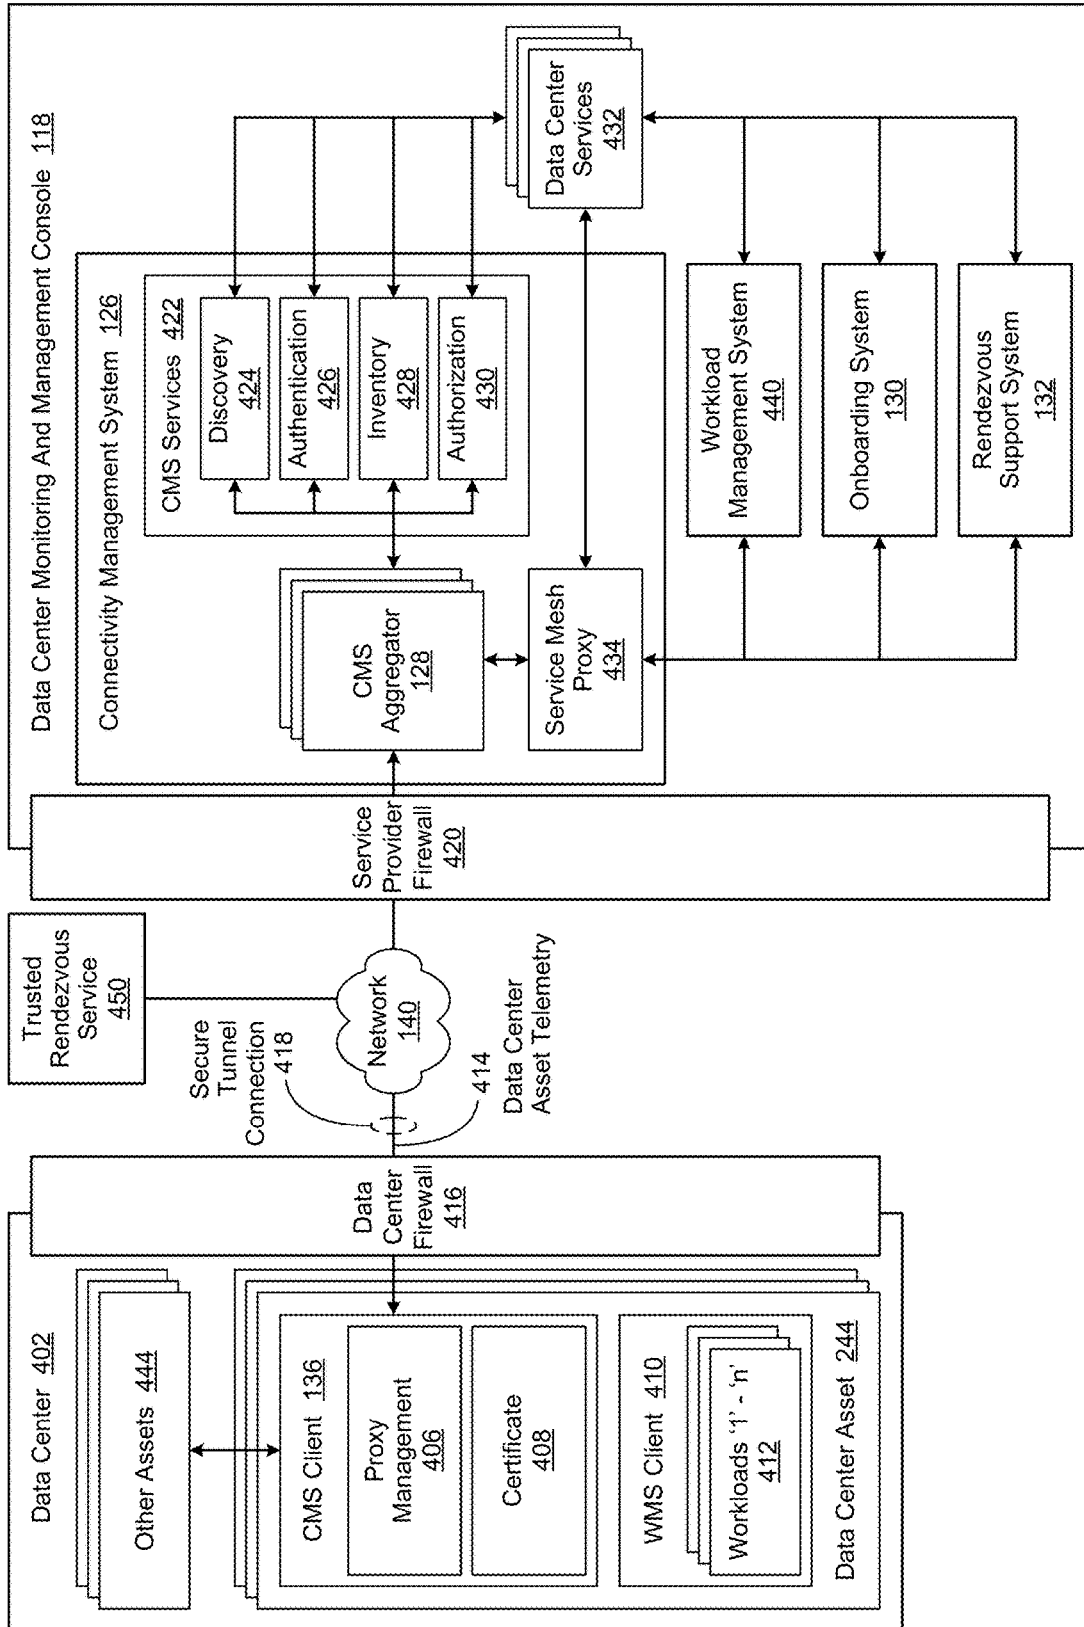 Data Center 402
Other Assets 444
CMS Client 136
Proxy
Management
406
Certificate
408
WMS Client 410
Workloads '1' - 'n'
412
Data Center Asset 244
Data
Center
Firewall
416
Secure
Tunnel
Connection
418
414
Data Center
Asset Telemetry
Network
140
Trusted
Rendezvous
Service
450
Service
Provider
Firewall
420
Data Center Monitoring And Management Console 118
Connectivity Management System 126
CMS
Aggregator
128
Service Mesh
Proxy
434
CMS Services 422
Discovery
424
Authentication
426
Inventory
428
Authorization
430
Data Center
Services
432
Workload
Management System
440
Onboarding System
130
Rendezvous
Support System
132